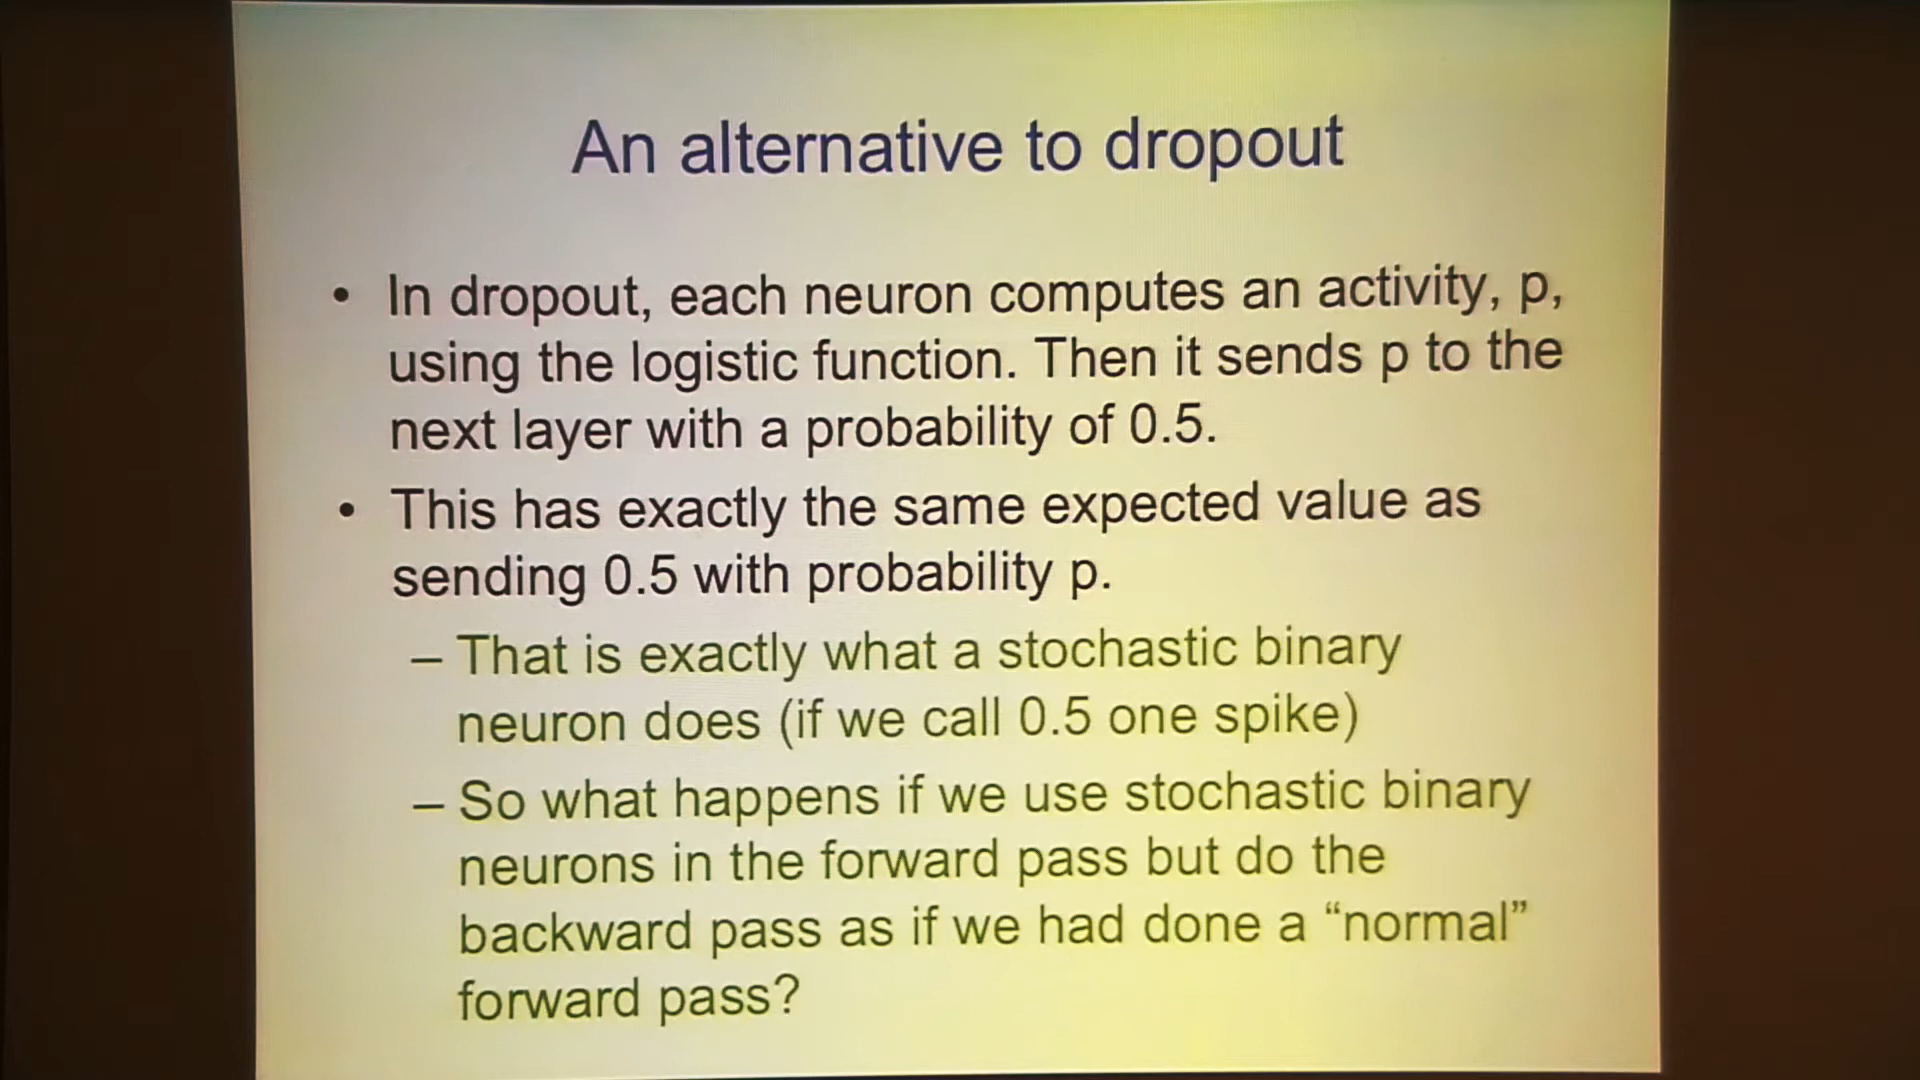 An alternative to dropout
• In dropout, each neuron computes an activity, p,
using the logistic function. Then it sends p to the
next layer with a probability of 0.5.
• This has exactly the same expected value as
sending 0.5 with probability p.
– That is exactly what a stochastic binary
neuron does (if we call 0.5 one spike)
– So what happens if we use stochastic binary
neurons in the forward pass but do the
backward pass as if we had done a “normal”
forward pass?